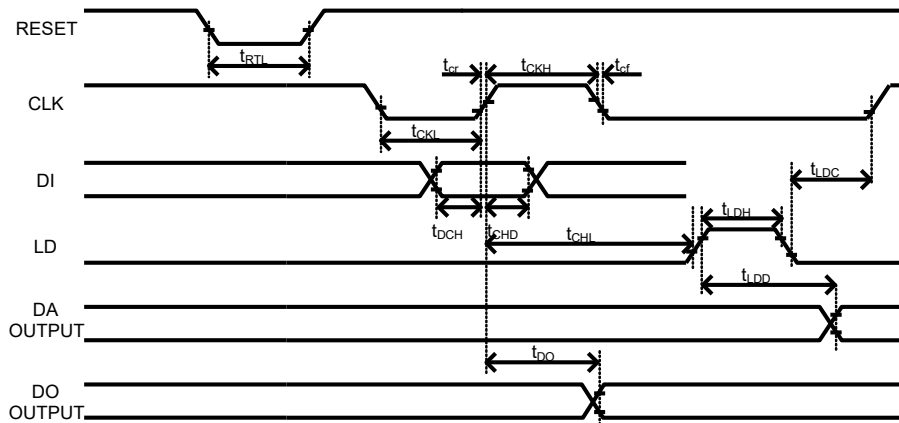 RESET
tRTL
tcr
tCKH
tcf
CLK
tCKL
DI
tLDC
tDCH
tCHD
tCHL
tLDH
LD
tLDD
DA
OUTPUT
tDO
DO
OUTPUT